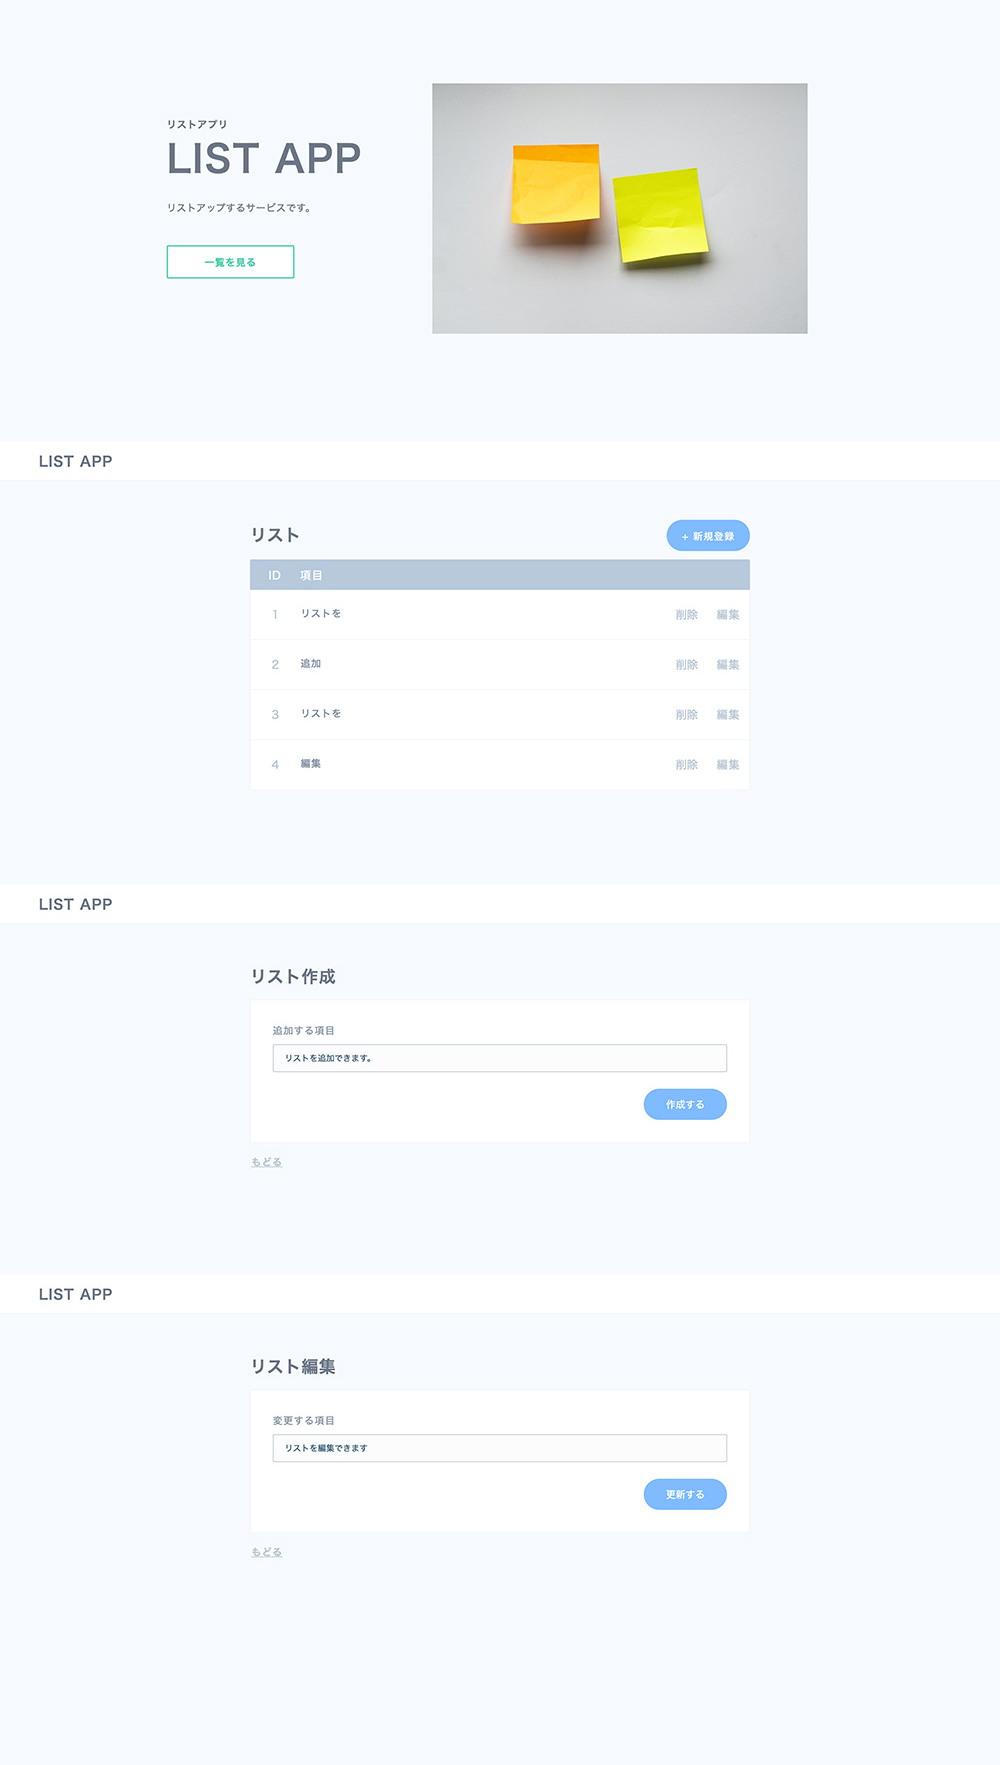 リストアプリ
LIST APP
リストアップするサービスです。
一覧を見る
LIST APP
リスト
+ 新規登録
ID 項目
1 リストを 削除 編集
2 追加 削除 編集
3 リストを 削除 編集
4 編集 削除 編集
LIST APP
リスト作成
追加する項目
リストを追加できます。
作成する
もどる
LIST APP
リスト編集
変更する項目
リストを編集できます
更新する
もどる